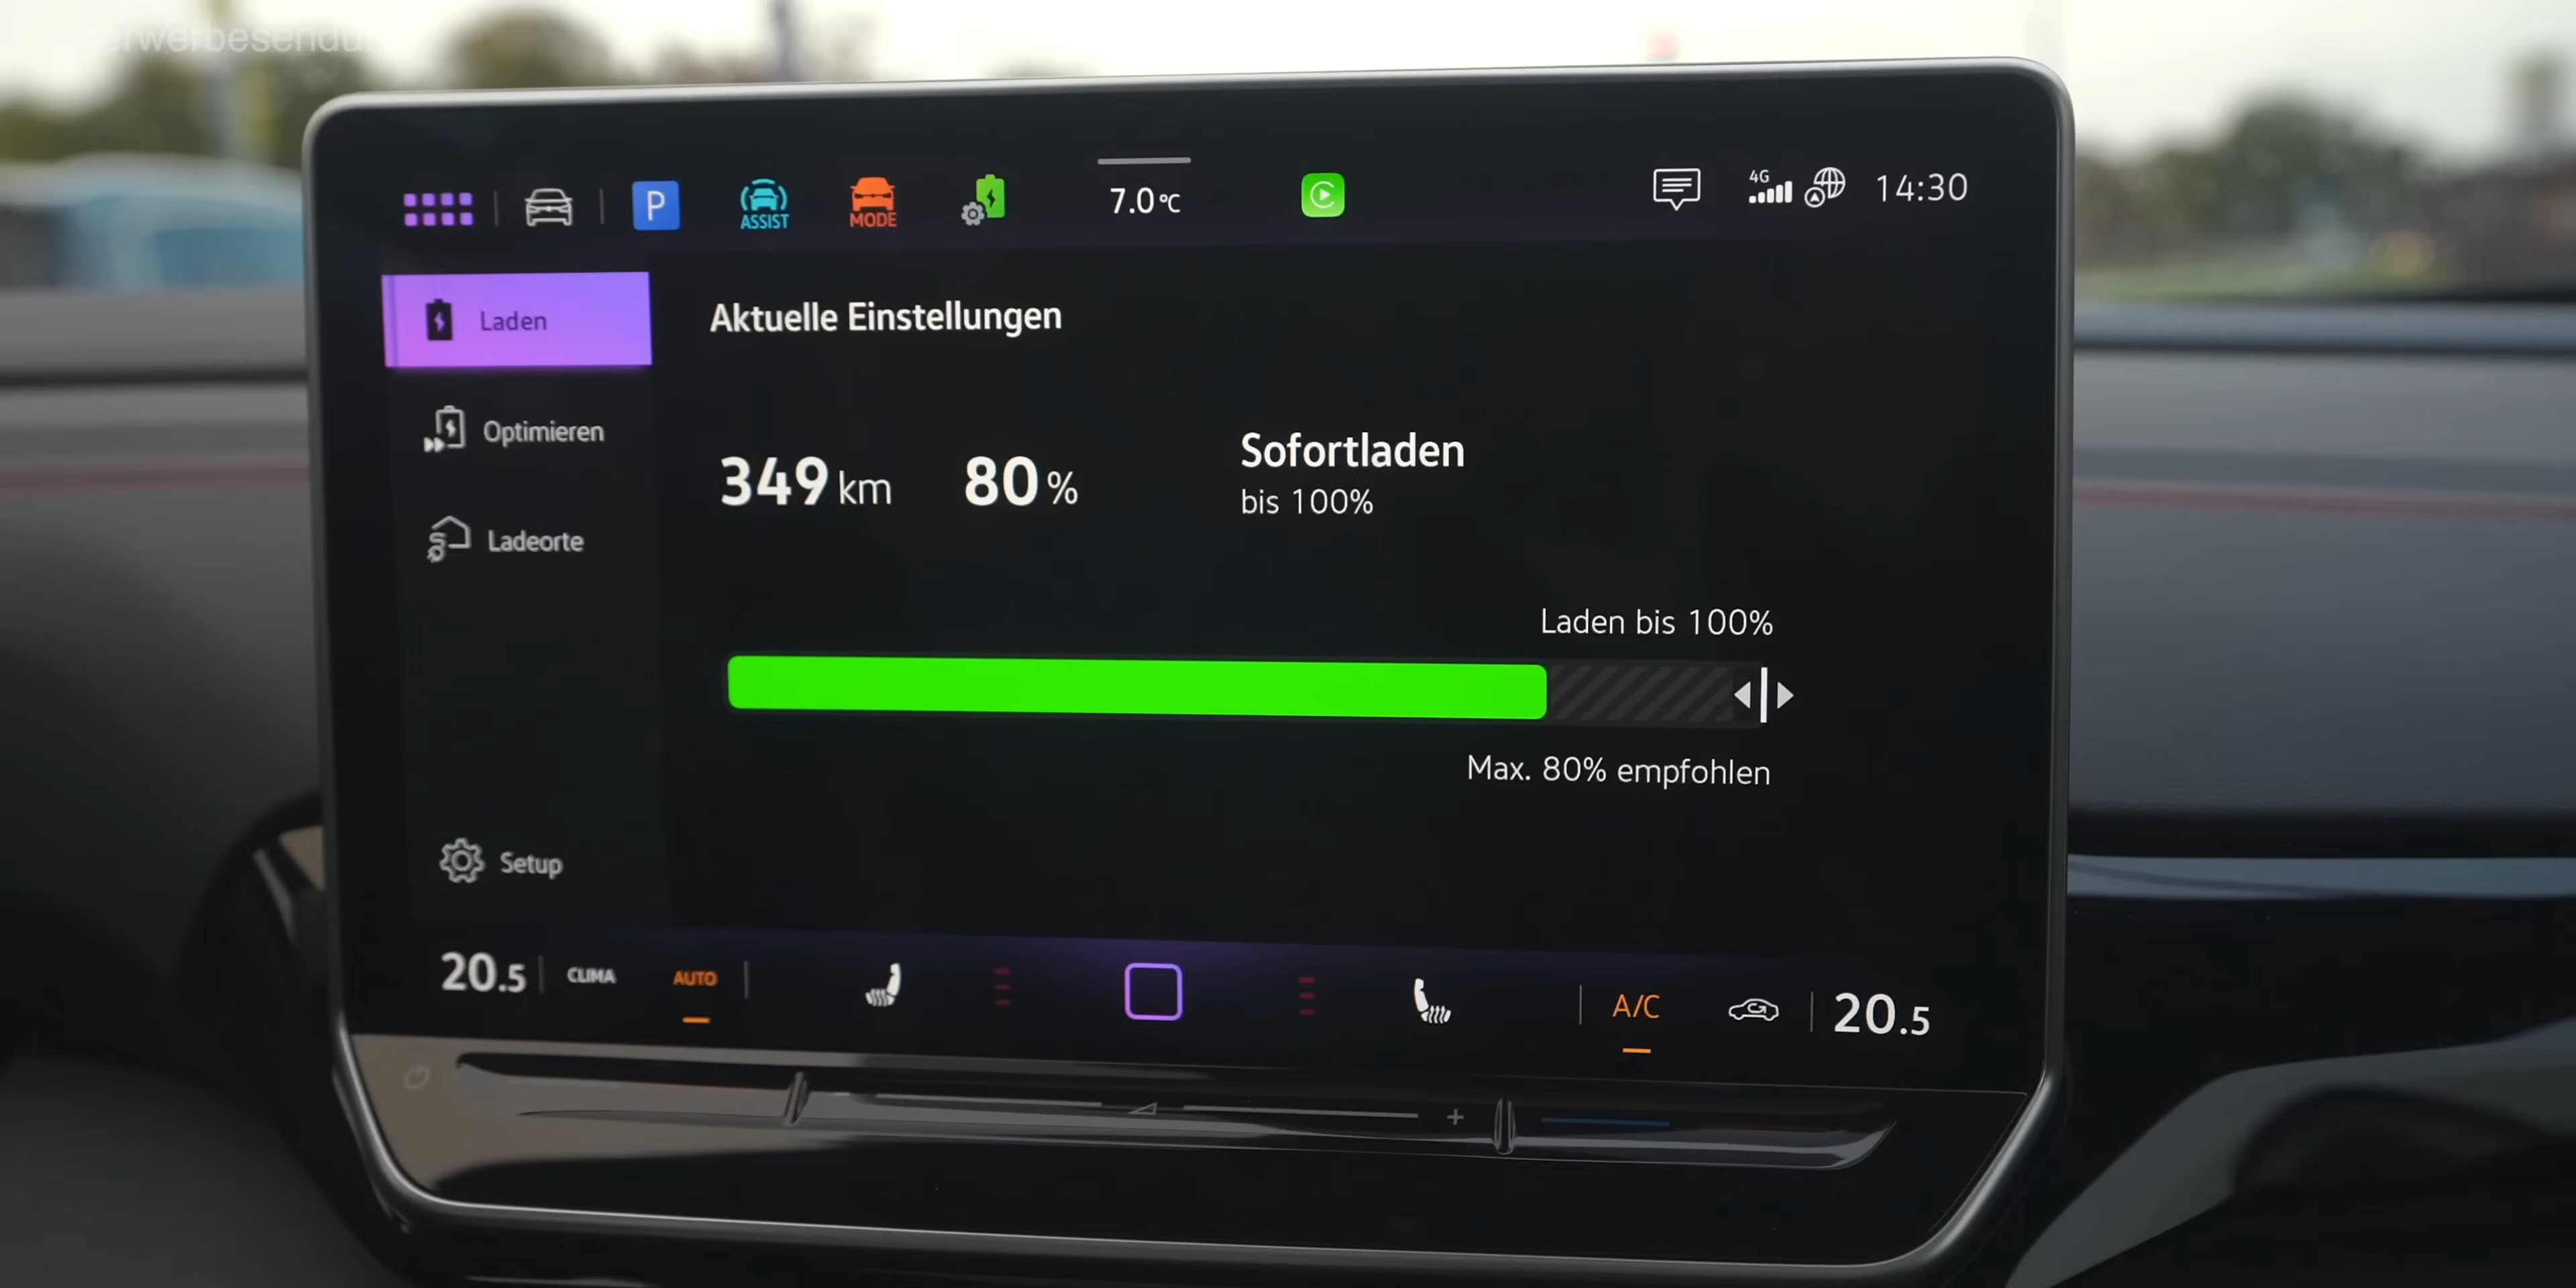 P
ASSIST
MODE
7.0°C
4G
14:30
Laden
Aktuelle Einstellungen
Optimieren
349 km
80 %
Sofortladen
bis 100%
Ladeorte
Laden bis 100%
Max. 80% empfohlen
Setup
20.5
CLIMA
AUTO
A/C
20.5